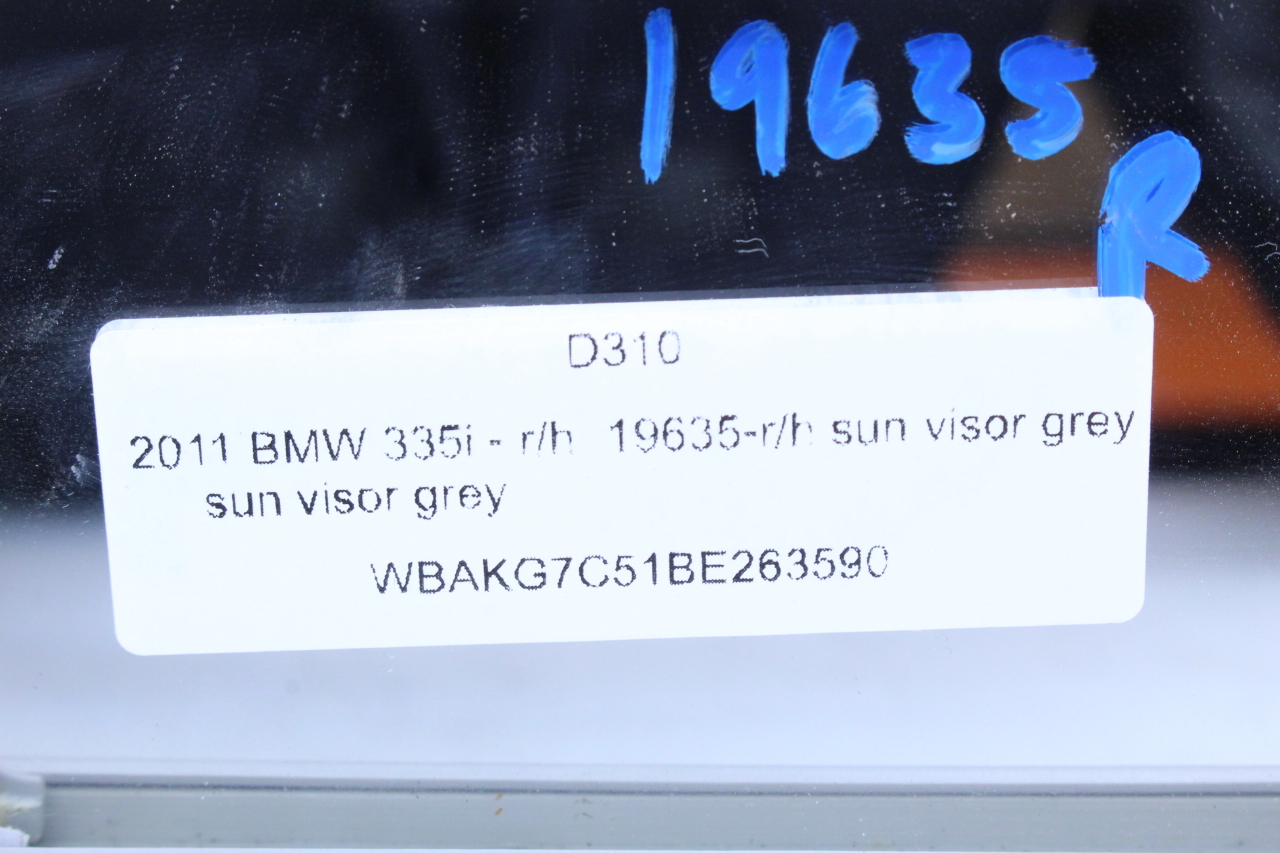 19635
R
D310
2011 BMW 335i - r/h 19635-r/h sun visor grey
sun visor grey
WBAKG7C51BE263590